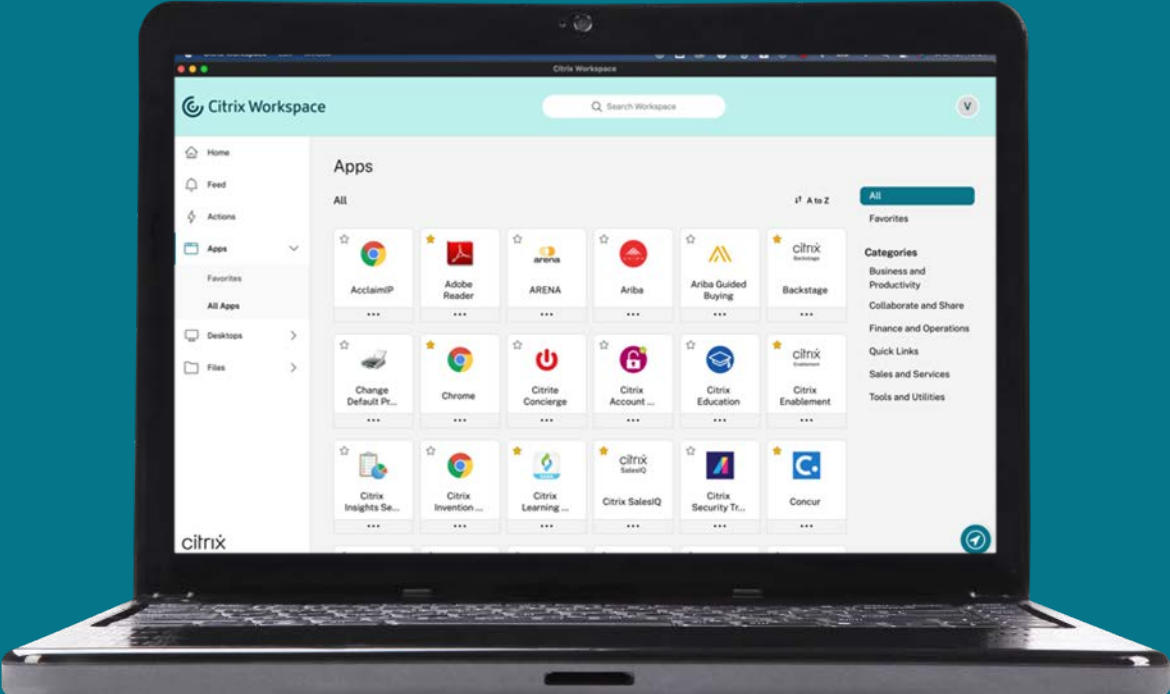 Citrix Workspace
Citrix Workspace
Search Workspace
V
Home
Feed
Actions
Apps
Favorites
All Apps
Desktops
Files
citrix
Apps
All
A to Z
AcclaimIP
Adobe
Reader
arena
ARENA
Ariba
Ariba Guided
Buying
citrix
Backstage
Backstage
Change
Default Pr...
Chrome
Citrite
Concierge
Citrix
Account ...
Citrix
Education
citrix
Enablement
Citrix
Enablement
Citrix
Insights Se...
Citrix
Invention ...
Citrix
Learning ...
citrix
SalesIQ
Citrix SalesIQ
Citrix
Security Tr...
C.
Concur
All
Favorites
Categories
Business and
Productivity
Collaborate and Share
Finance and Operations
Quick Links
Sales and Services
Tools and Utilities